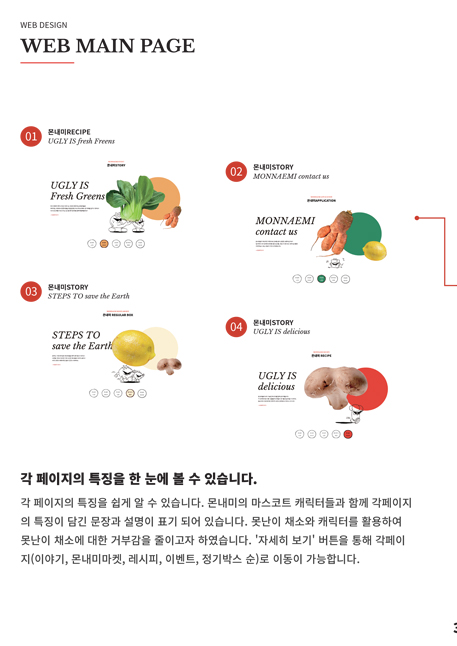 WEB DESIGN
WEB MAIN PAGE
01
몬내미RECIPE
UGLY IS fresh Freens
UGLY IS
Fresh Greens
02
몬내미STORY
MONNAEMI contact us
MONNAEMI
contact us
03
몬내미STORY
STEPS TO save the Earth
몬내미 REGULAR BOX
STEPS TO
save the Earth
04
몬내미STORY
UGLY IS delicious
몬내미 RECIPE
UGLY IS
delicious
각 페이지의 특징을 한 눈에 볼 수 있습니다.
각 페이지의 특징을 쉽게 알 수 있습니다. 몬내미의 마스코트 캐릭터들과 함께 각페이지
의 특징이 담긴 문장과 설명이 표기 되어 있습니다. 못난이 채소와 캐릭터를 활용하여
못난이 채소에 대한 거부감을 줄이고자 하였습니다. '자세히 보기' 버튼을 통해 각페이
지(이야기, 몬내미마켓, 레시피, 이벤트, 정기박스 순)로 이동이 가능합니다.